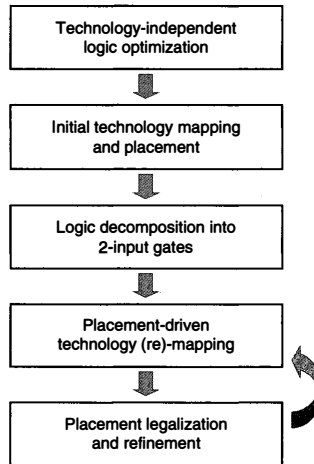 Technology-independent
logic optimization
Initial technology mapping
and placement
Logic decomposition into
2-input gates
Placement-driven
technology (re)-mapping
Placement legalization
and refinement